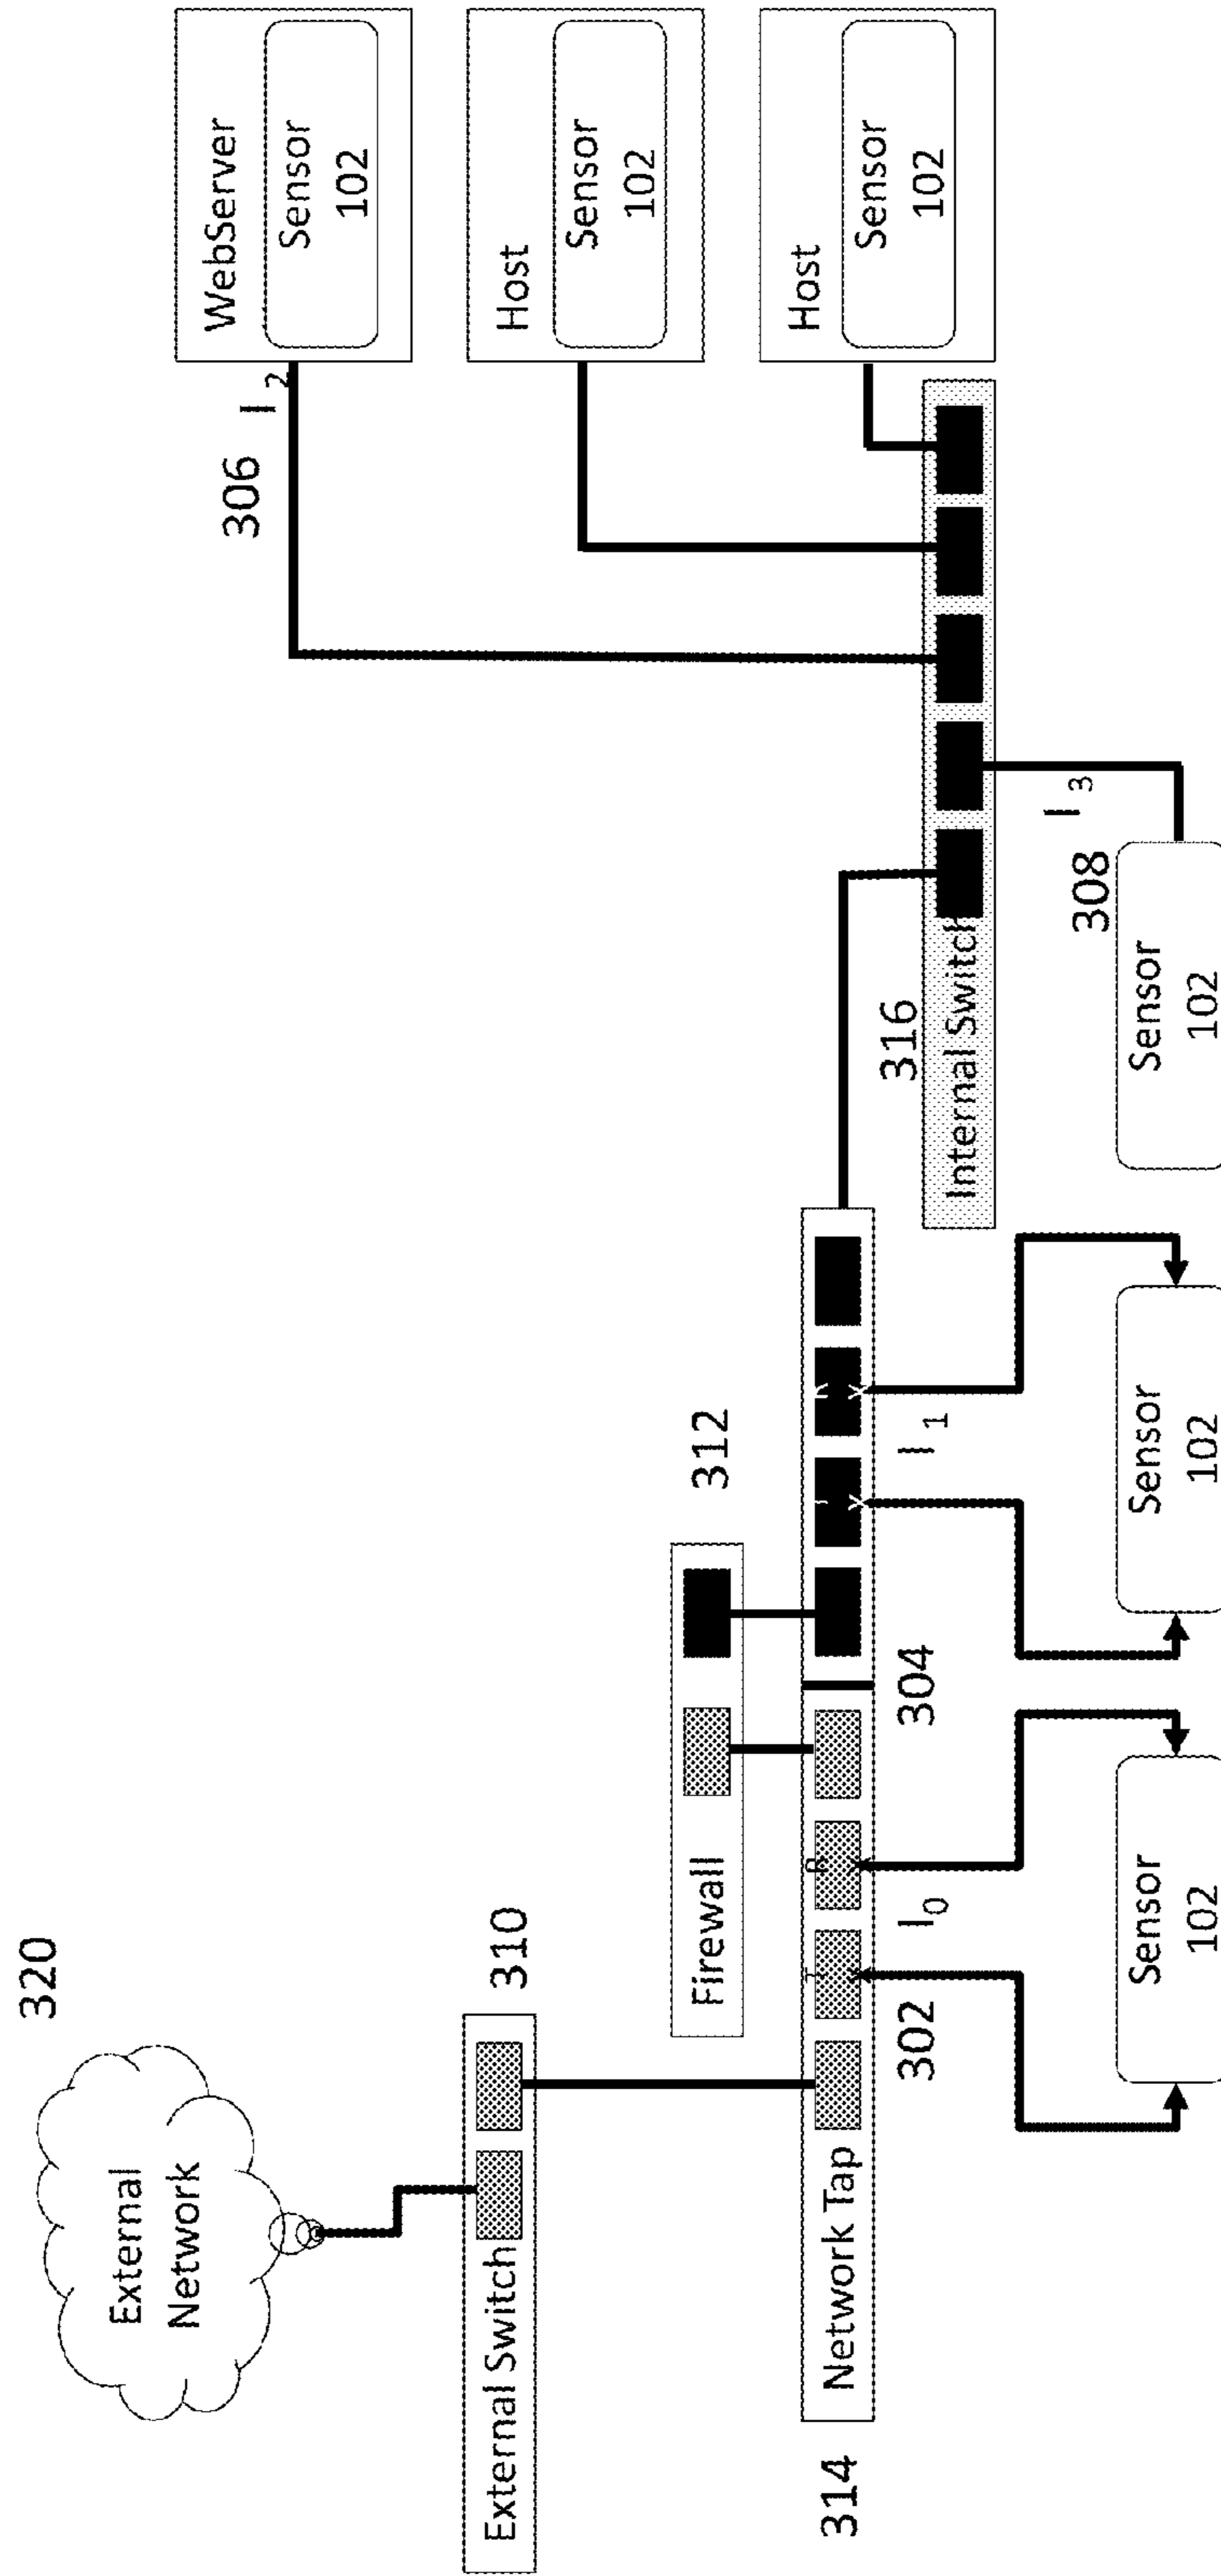 320
External
Network
310
External Switch
312
Firewall
314
Network Tap
302
I0
304
I1
Sensor
102
Sensor
102
316
Internal Switch
308
I3
Sensor
102
306
I2
WebServer
Sensor
102
Host
Sensor
102
Host
Sensor
102